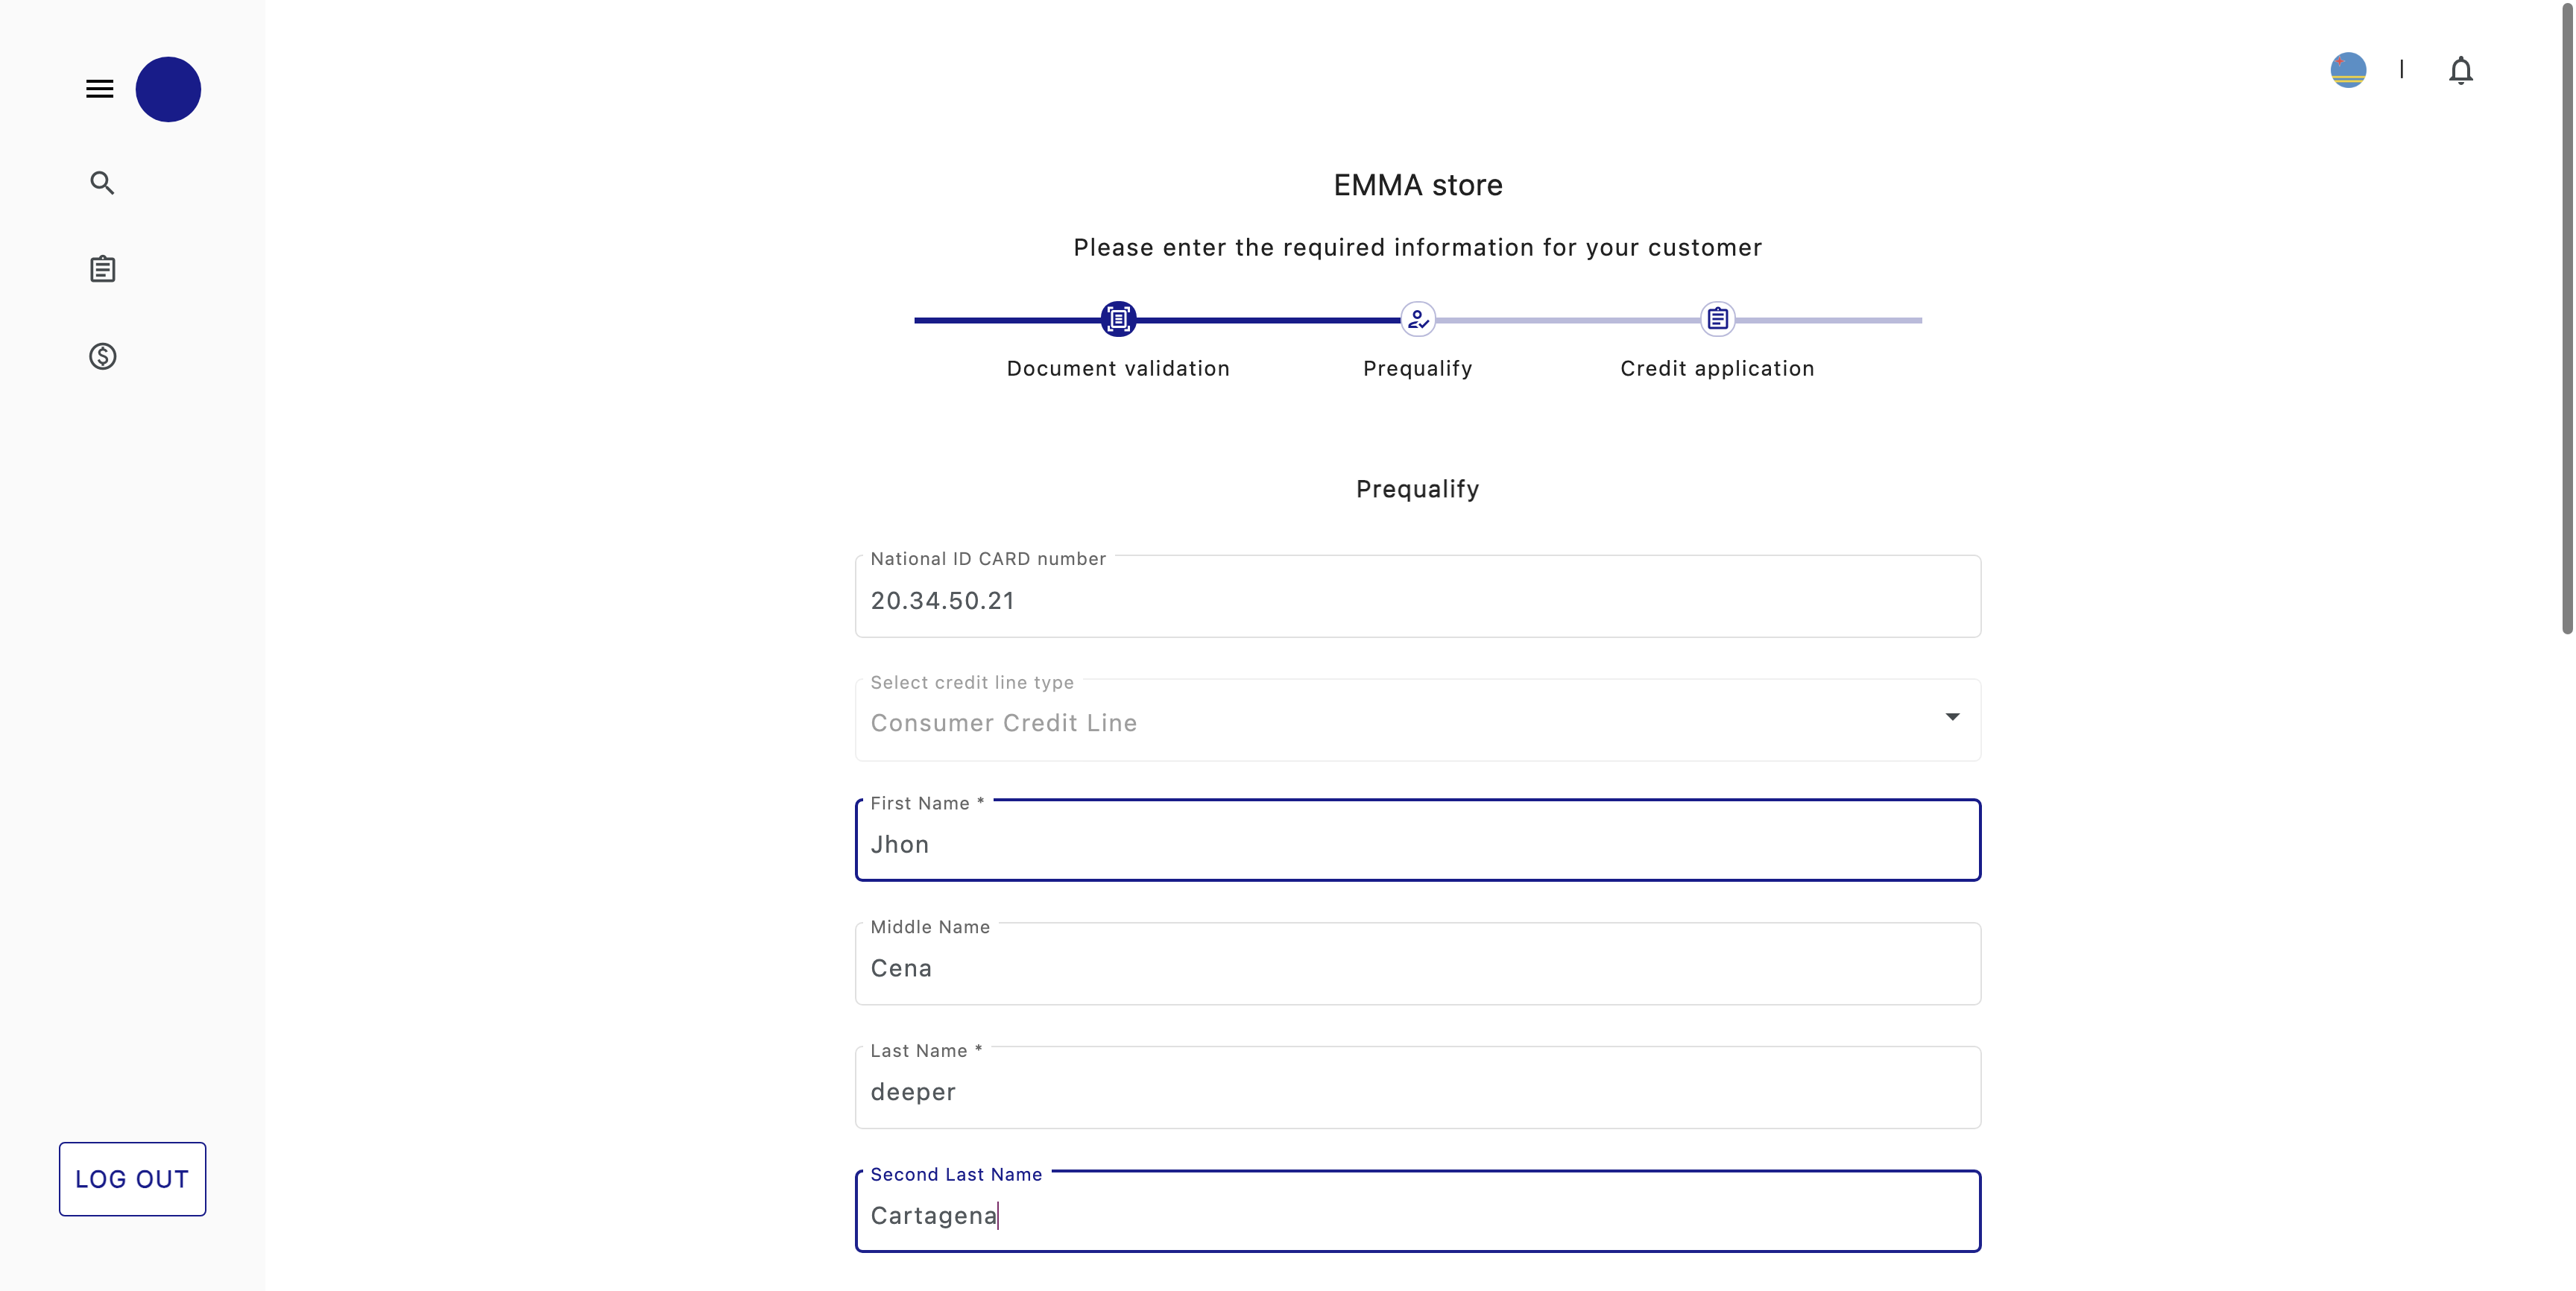 EMMA store
Please enter the required information for your customer
Document validation
Prequalify
Credit application
Prequalify
National ID CARD number
20.34.50.21
Select credit line type
Consumer Credit Line
First Name *
Jhon
Middle Name
Cena
Last Name *
deeper
Second Last Name
Cartagena
LOG OUT